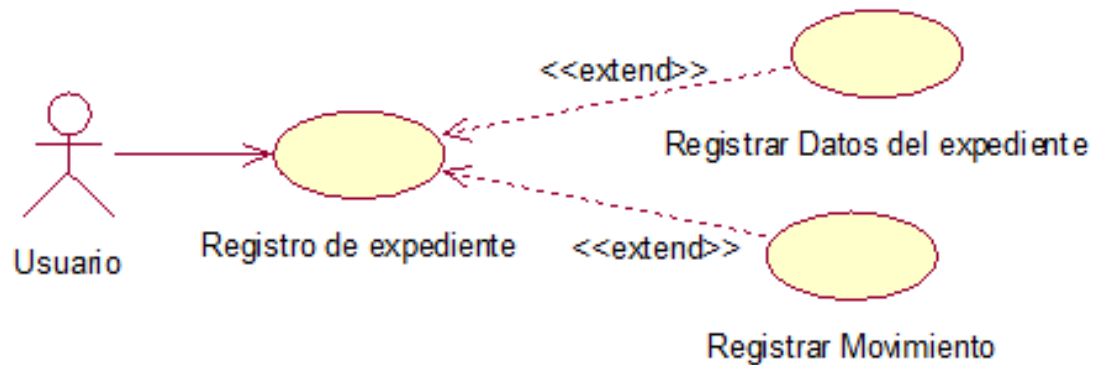 <<extend>>
Registrar Datos del expediente
Usuario
Registro de expediente
<<extend>>
Registrar Movimiento